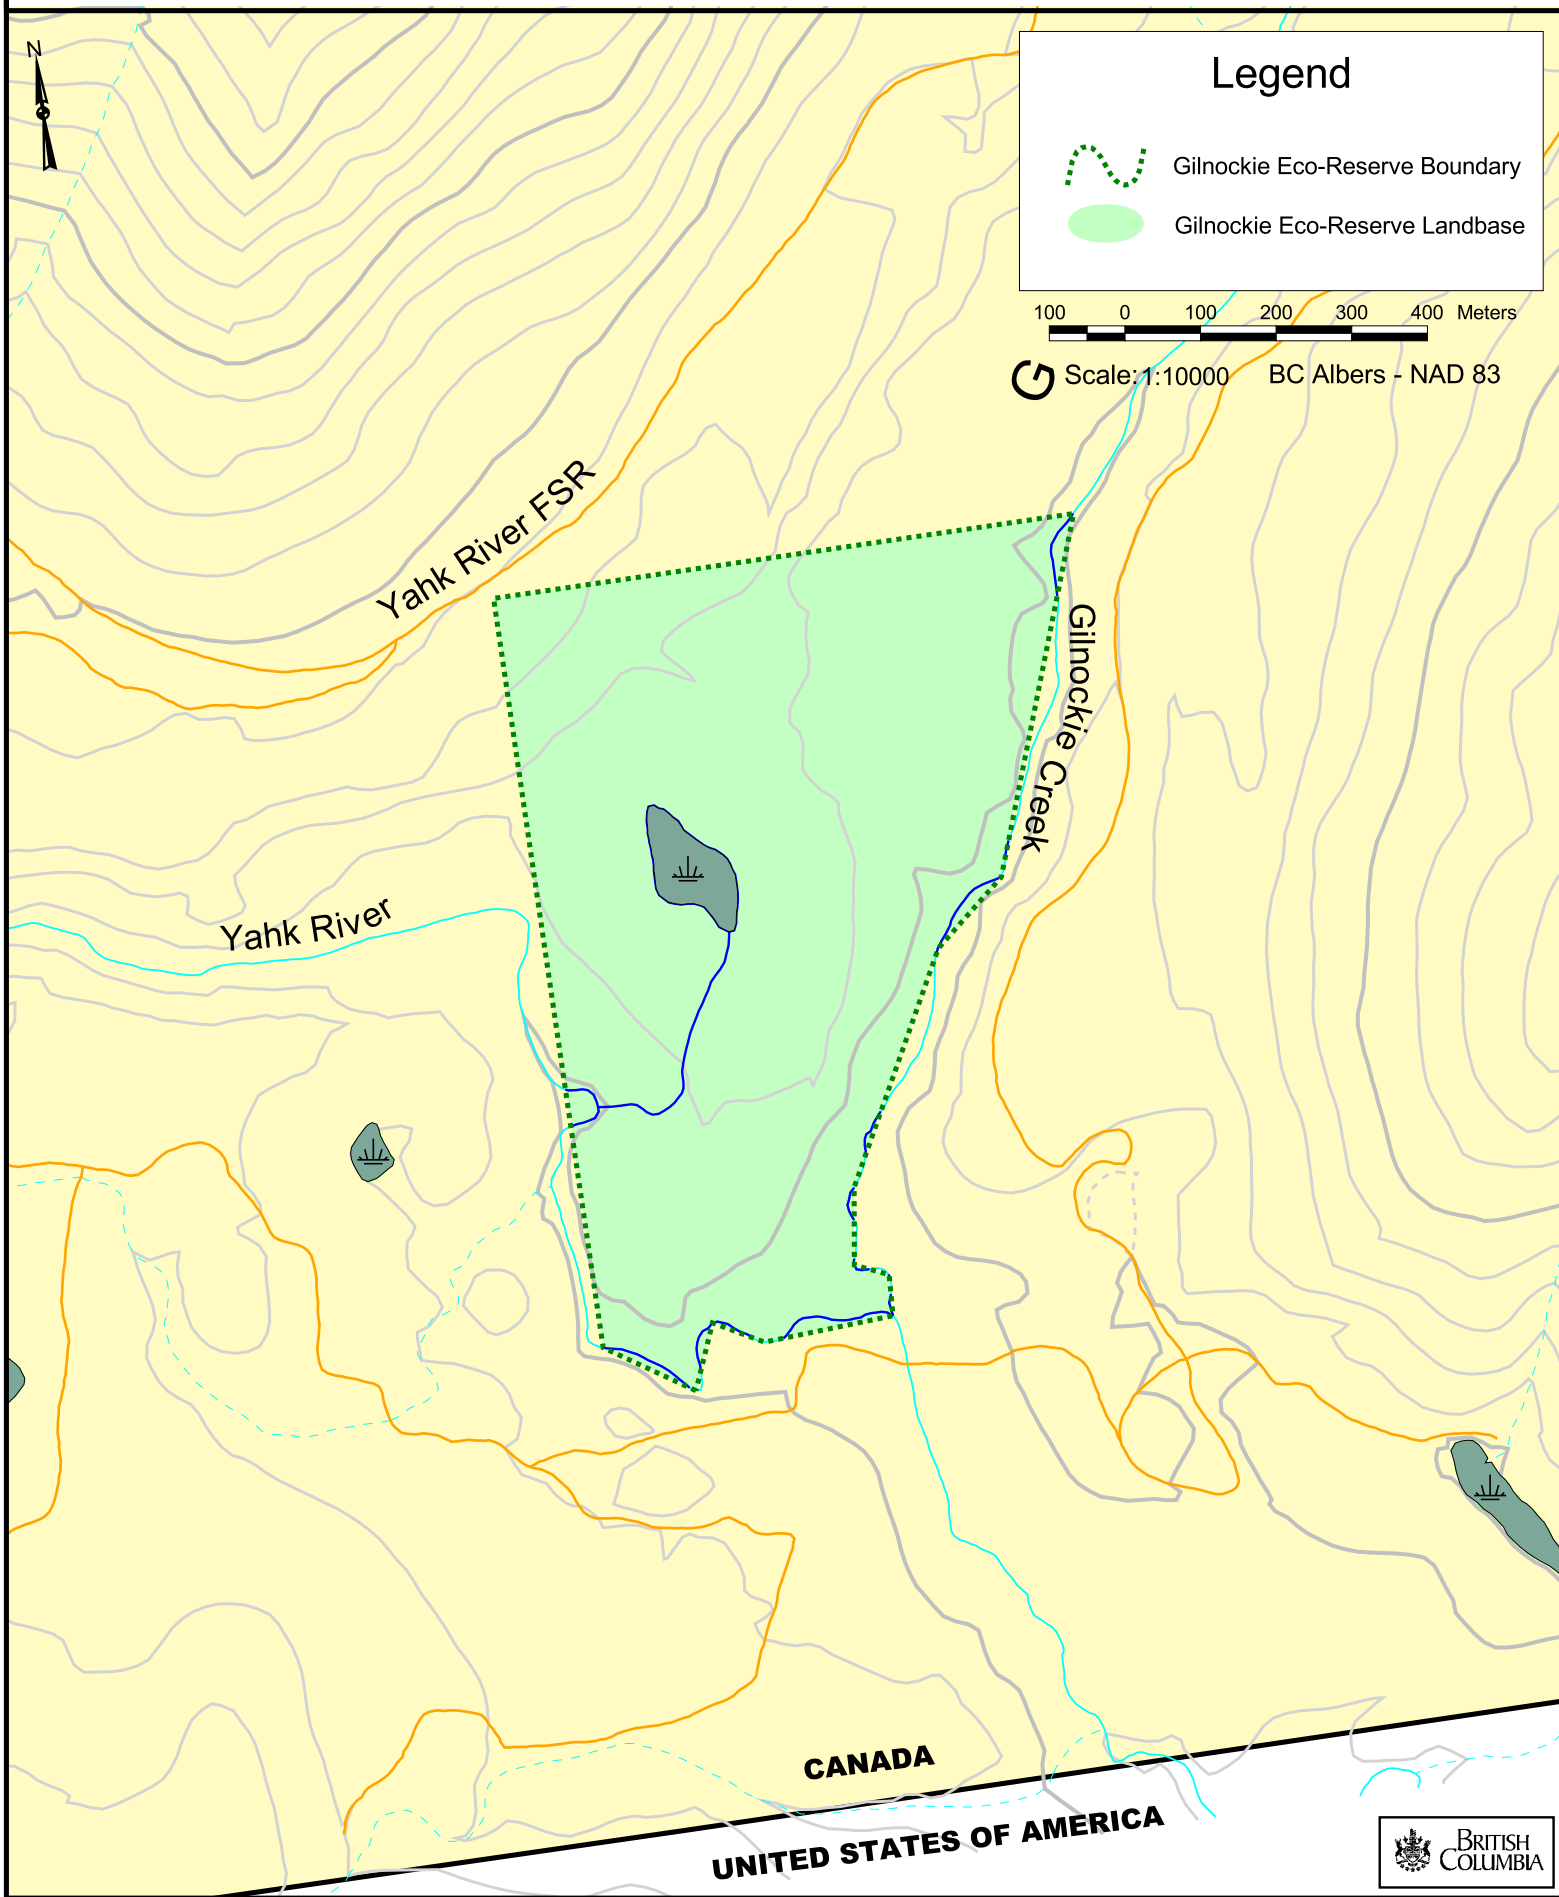 N
Legend
Gilnockie Eco-Reserve Boundary
Gilnockie Eco-Reserve Landbase
100 0 100 200 300 400 Meters
G Scale: 1:10000 BC Albers - NAD 83
Yahk River FSR
Gilnockie Creek
Yahk River
CANADA
UNITED STATES OF AMERICA
BRITISH
COLUMBIA